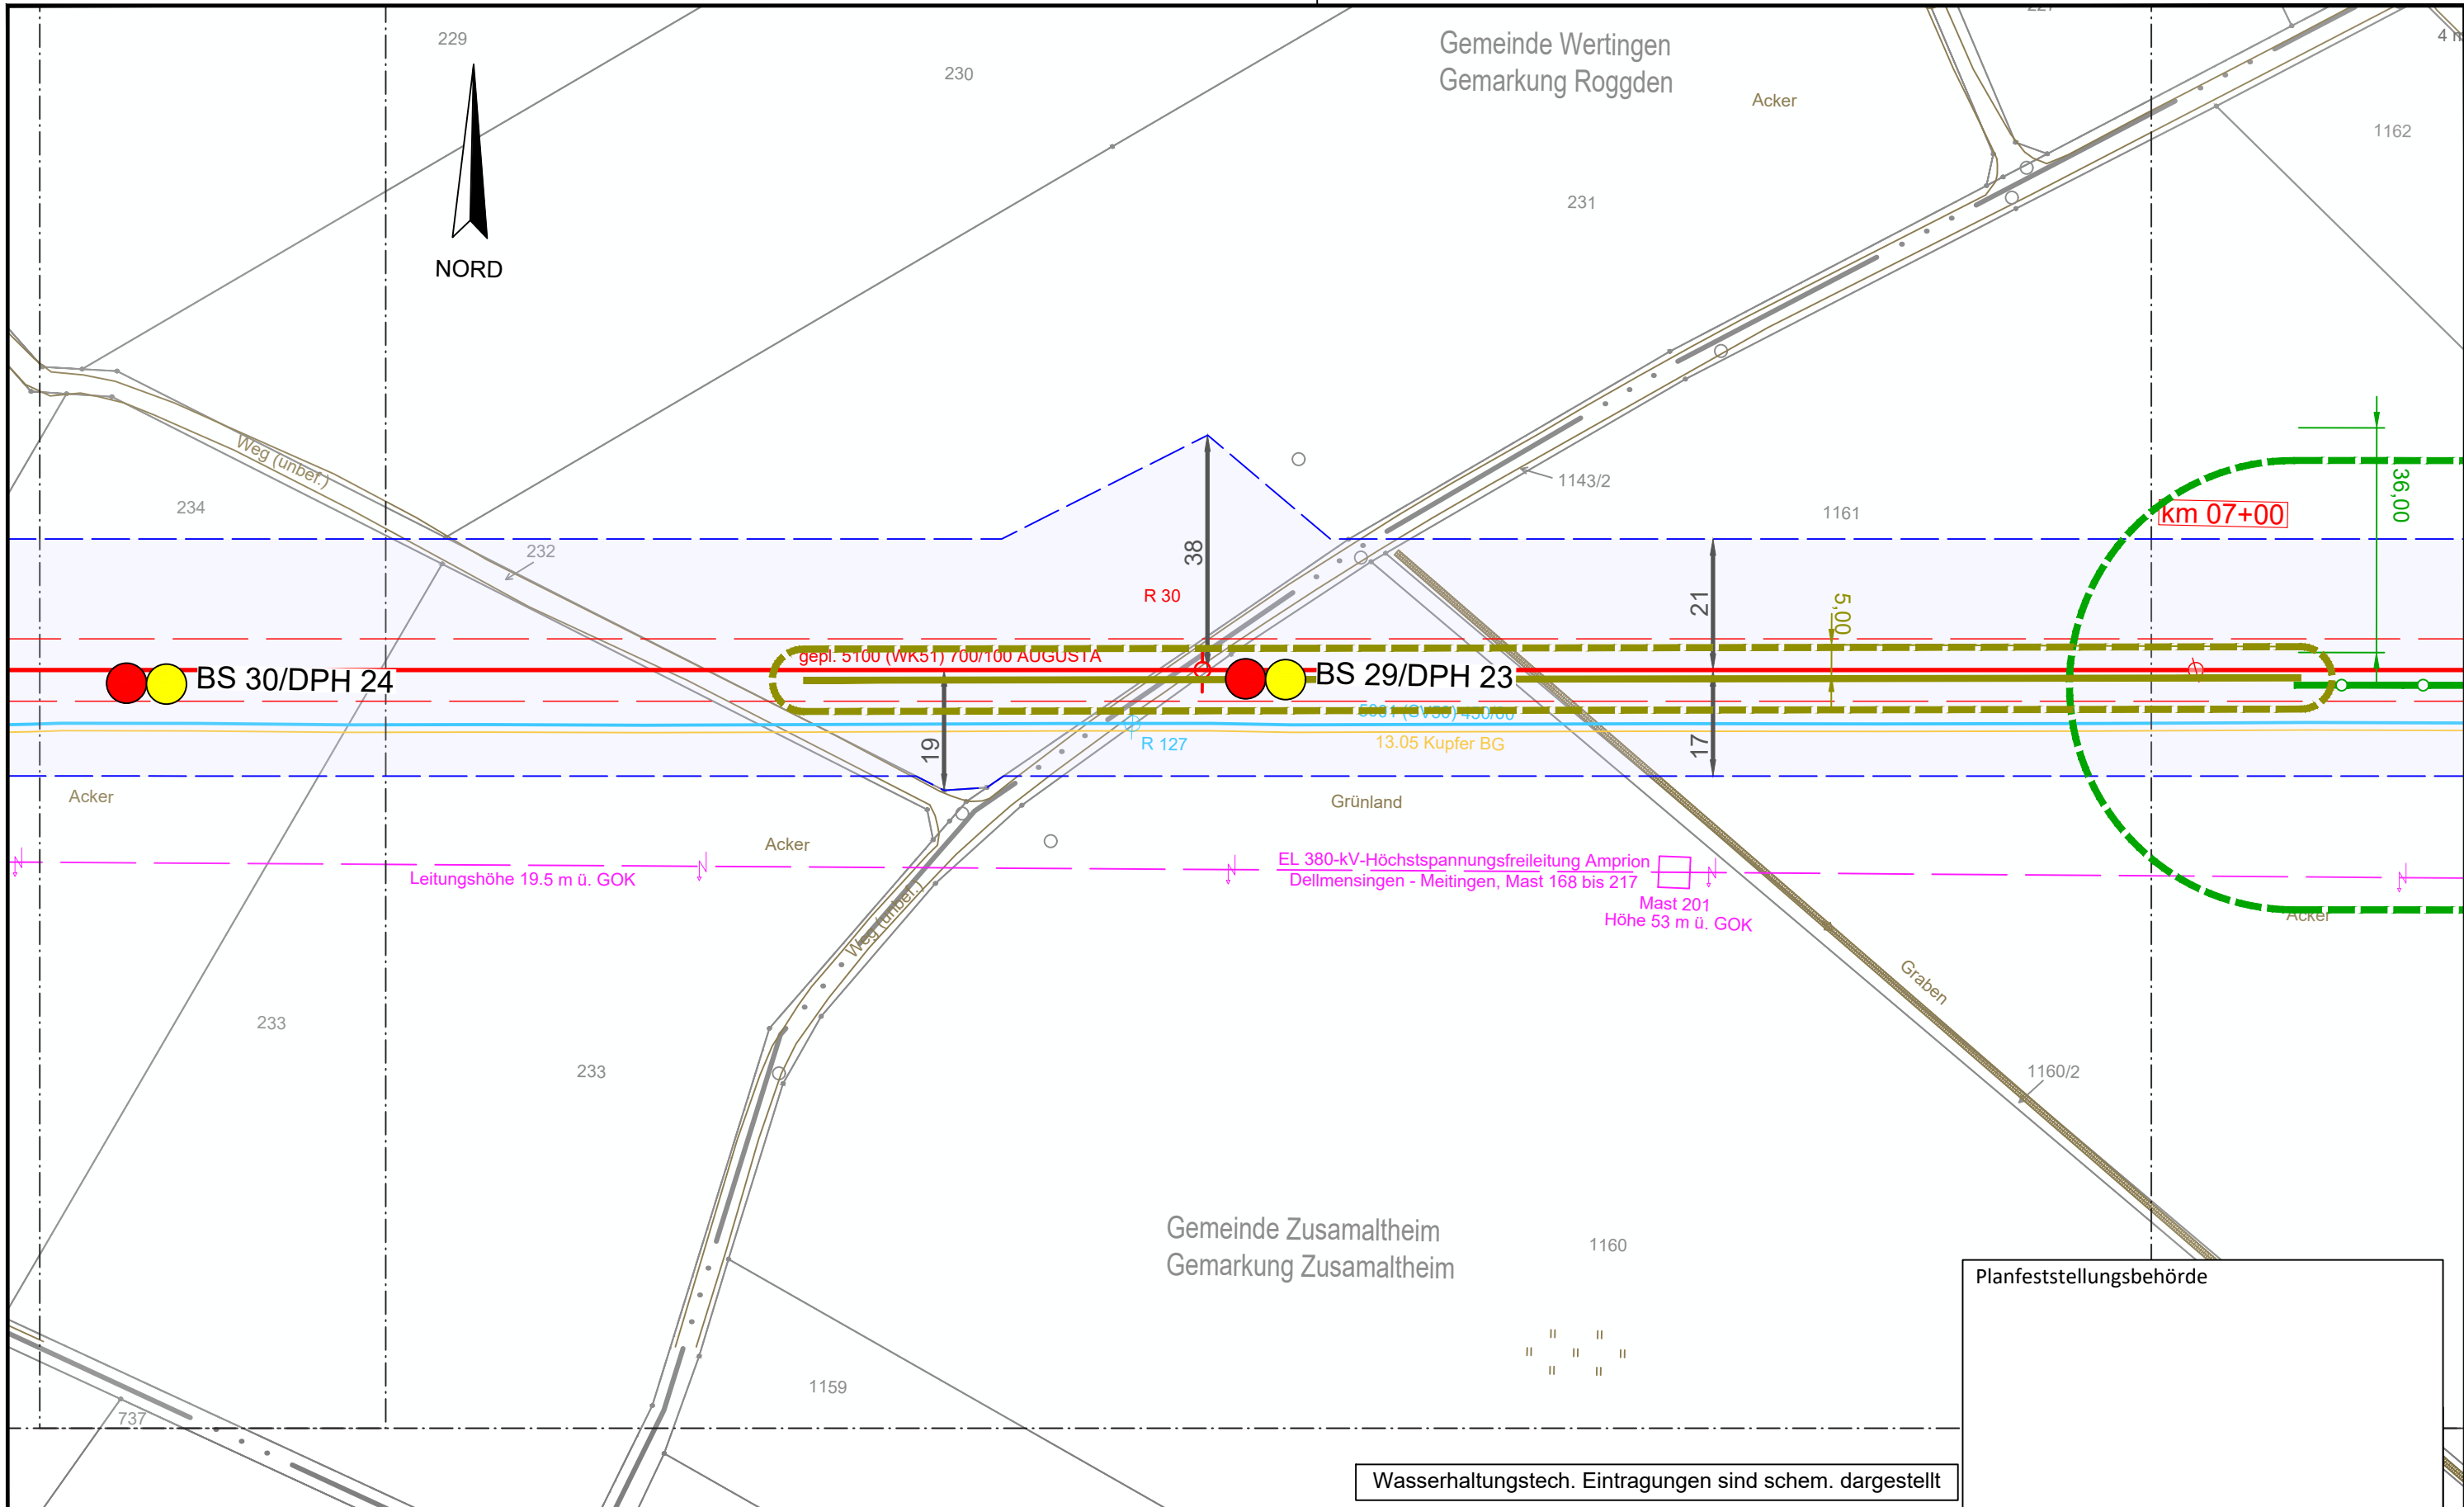 229
230
Gemeinde Wertingen
Gemarkung Roggden
Acker
1162
231
NORD
Weg (unbef.)
234
232
1143/2
1161
km 07+00
36,00
38
R 30
21
5,00
gepl. 5100 (WK51) 700/100 AUGUSTA
BS 30/DPH 24
BS 29/DPH 23
R 127
13.05 Kupfer BG
19
17
Acker
Acker
Grünland
EL 380-kV-Höchstspannungsfreileitung Amprion
Dellmensingen - Meitingen, Mast 168 bis 217
Leitungshöhe 19.5 m ü. GOK
Mast 201
Höhe 53 m ü. GOK
Acker
Weg (unbef.)
Graben
233
233
1160/2
Gemeinde Zusamaltheim
Gemarkung Zusamaltheim
1160
Planfeststellungsbehörde
1159
737
Wasserhaltungstech. Eintragungen sind schem. dargestellt